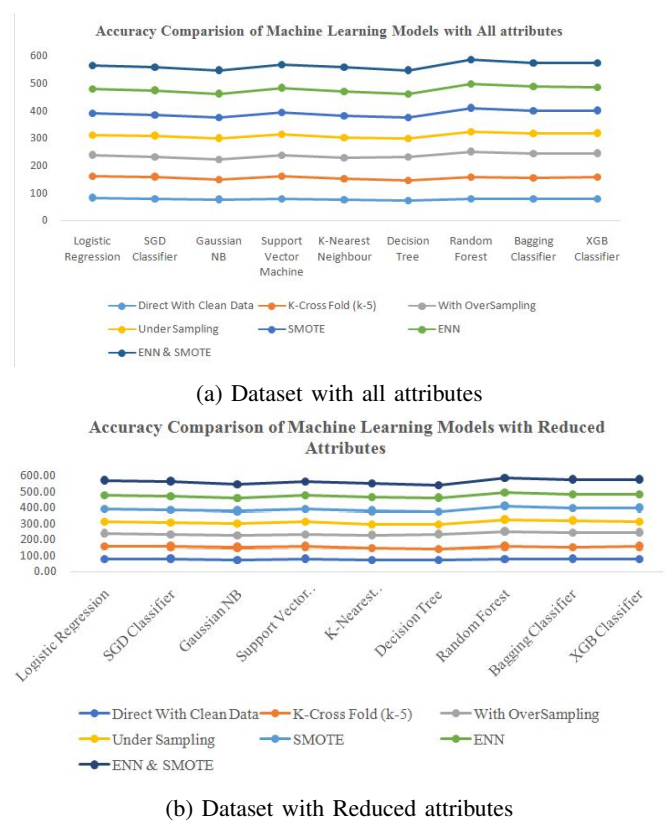 Accuracy Comparision of Machine Learning Models with All attributes
600
500
400
300
200
100
0
Logistic Regression
SGD Classifier
Gaussian NB
Support Vector Machine
K-Nearest Neighbour
Decision Tree
Random Forest
Bagging Classifier
XGB Classifier
Direct With Clean Data
K-Cross Fold (k-5)
With OverSampling
Under Sampling
SMOTE
ENN
ENN & SMOTE
(a) Dataset with all attributes
Accuracy Comparison of Machine Learning Models with Reduced
Attributes
600.00
500.00
400.00
300.00
200.00
100.00
0.00
Logistic Regression
SGD Classifier
Gaussian NB
Support Vector..
K-Nearest..
Decision Tree
Random Forest
Bagging Classifier
XGB Classifier
Direct With Clean Data
K-Cross Fold (k-5)
With OverSampling
Under Sampling
SMOTE
ENN
ENN & SMOTE
(b) Dataset with Reduced attributes